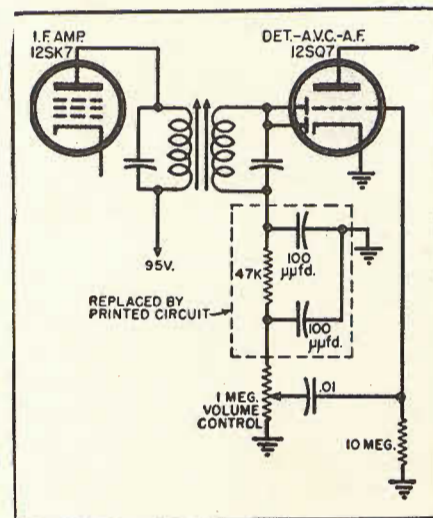 I.F. AMP.
12SK7
DET.-A.V.C.-A.F.
12SQ7
95V.
100
μμfd.
47K
REPLACED BY
PRINTED CIRCUIT
100
μμfd.
1 MEG.
VOLUME
CONTROL
.01
10 MEG.